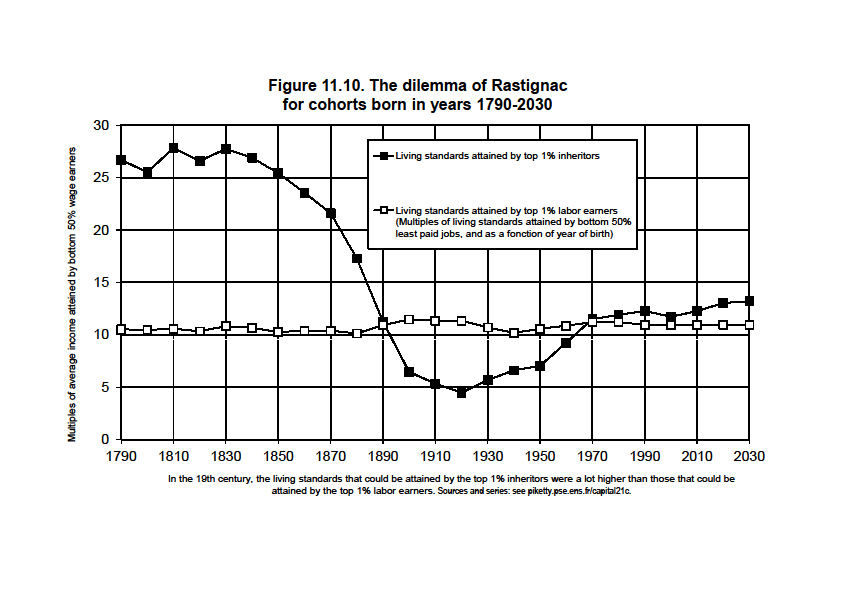 Figure 11.10. The dilemma of Rastignac
for cohorts born in years 1790-2030
Multiples of average income atteined by bottom 50% wage earners
30
25
20
15
10
5
0
Living standards attained by top 1% inheritors
Living standards attained by top 1% labor earners
(Multiples of living standards attained by bottom 50%
least paid jobs, and as a fonction of year of birth)
1790 1810 1830 1850 1870 1890 1910 1930 1950 1970 1990 2010 2030
In the 19th century, the living standards that could be attained by the top 1% inheritors were a lot higher than those that could be
attained by the top 1% labor earners. Sources and series: see piketty.pse.ens.fr/capital21c.